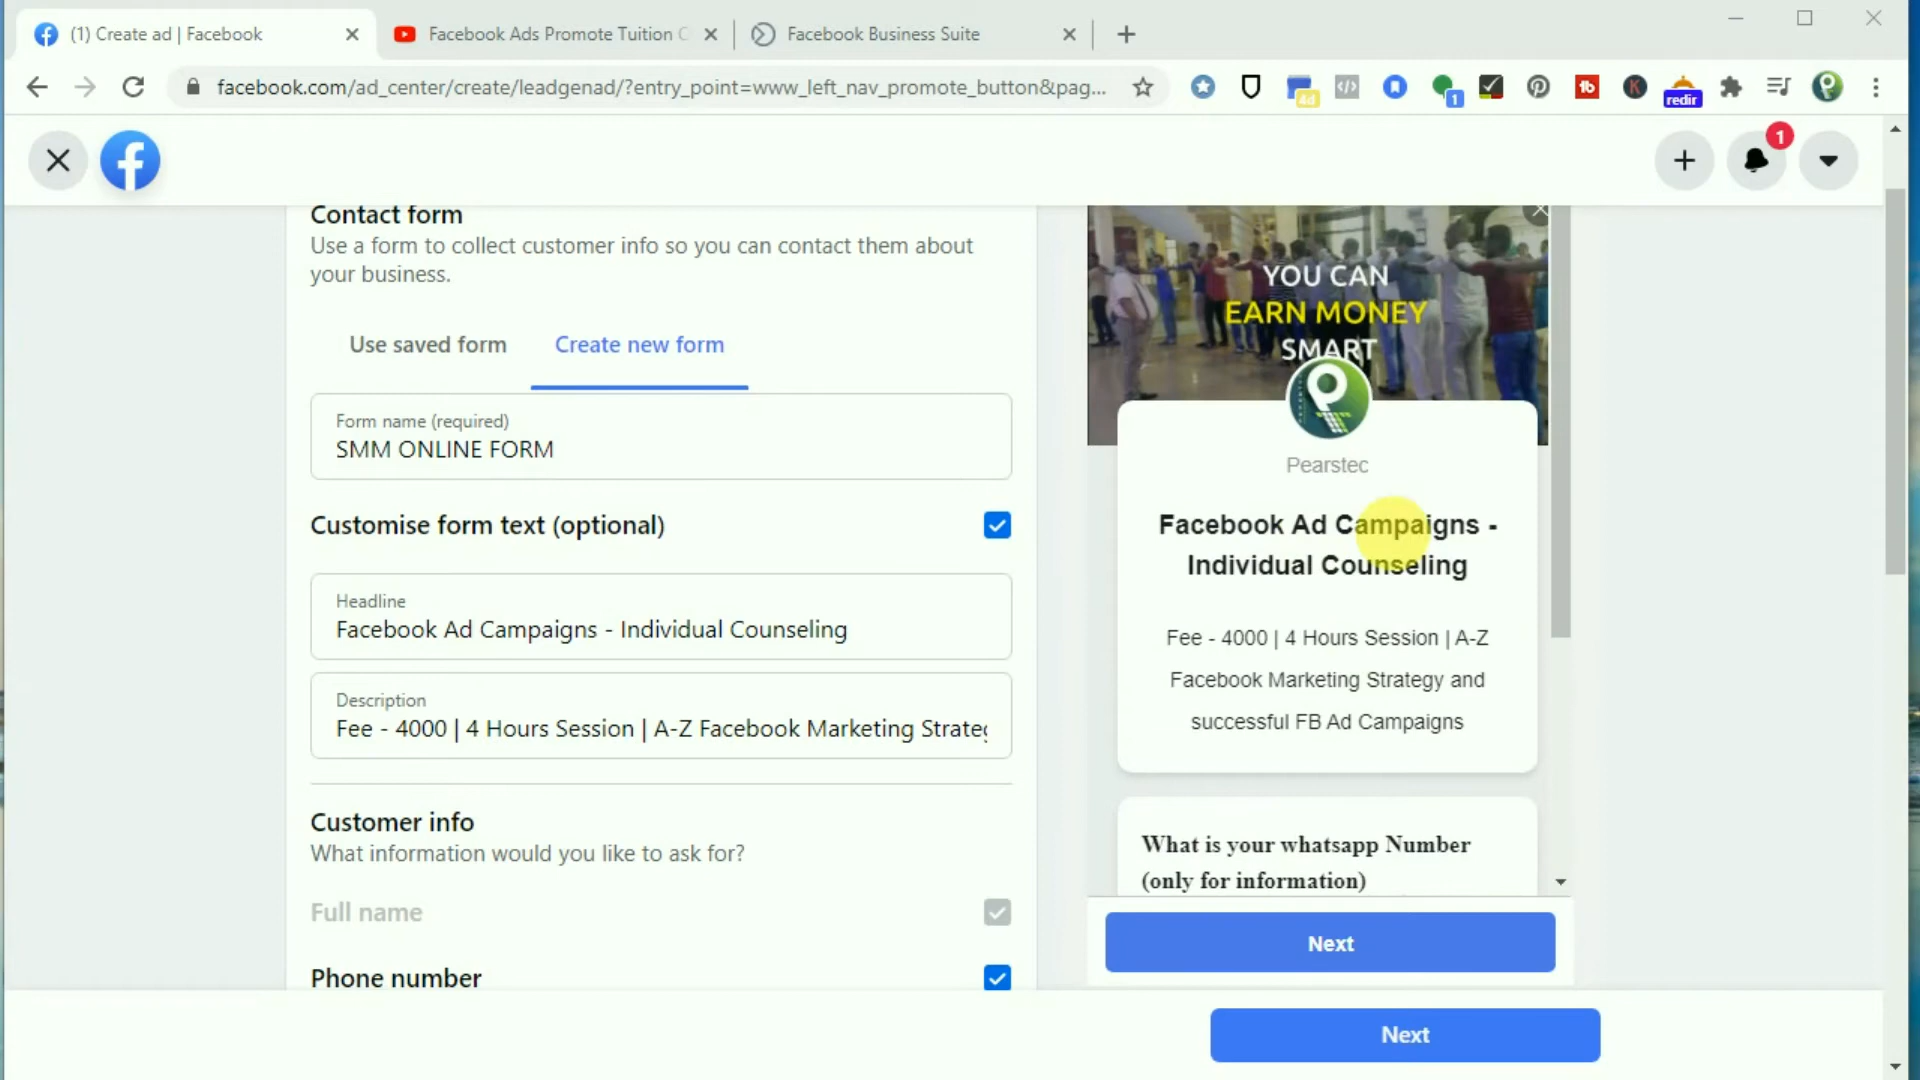 (1) Create ad | Facebook
Facebook Ads Promote Tuition C
Facebook Business Suite
facebook.com/ad_center/create/leadgenad/?entry_point=www_left_nav_promote_button&pag...
4d
1
redir
1
Contact form
Use a form to collect customer info so you can contact them about
your business.
Use saved form
Create new form
Form name (required)
SMM ONLINE FORM
Customise form text (optional)
Headline
Facebook Ad Campaigns - Individual Counseling
Description
Fee - 4000 | 4 Hours Session | A-Z Facebook Marketing Strateg
Customer info
What information would you like to ask for?
Full name
Phone number
YOU CAN
EARN MONEY
SMART
Pearstec
Facebook Ad Campaigns -
Individual Counseling
Fee - 4000 | 4 Hours Session | A-Z
Facebook Marketing Strategy and
successful FB Ad Campaigns
What is your whatsapp Number
(only for information)
Next
Next